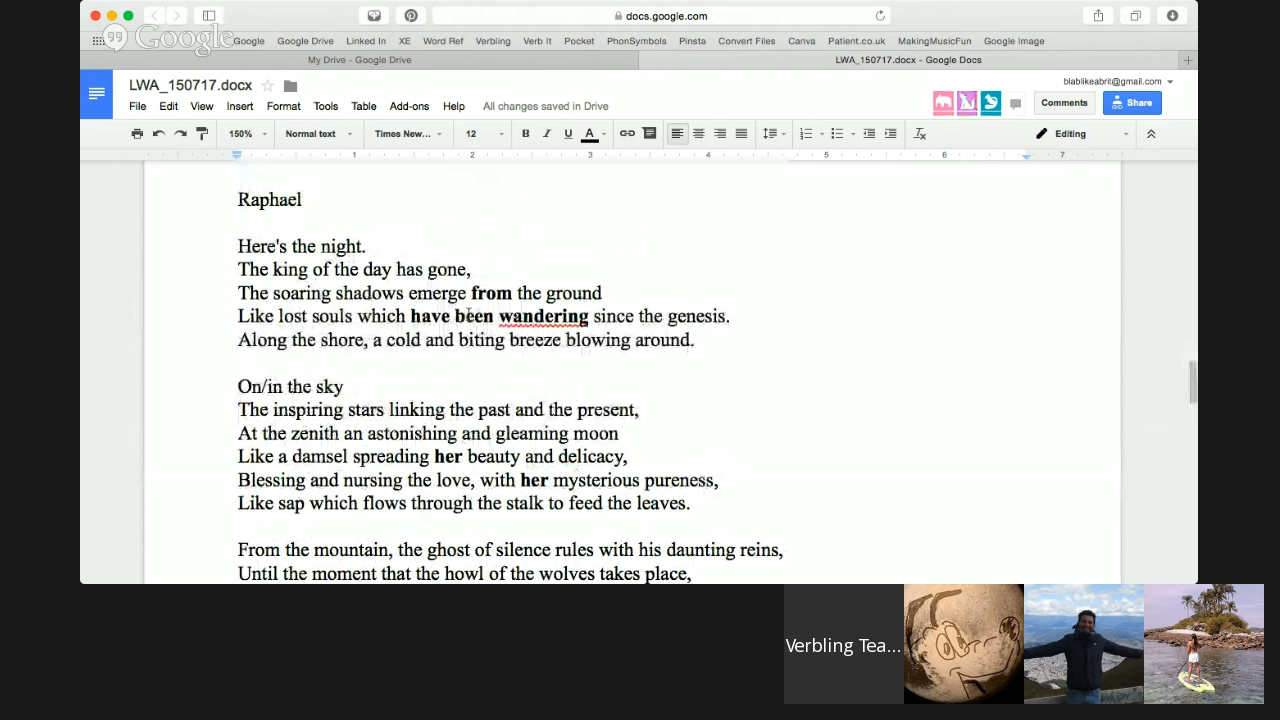 docs.google.com
Google
Google Google Drive Linked In XE Word Ref Verbling Verb It Pocket PhonSymbols Pinsta Convert Files Canva Patient.co.uk MakingMusicFun Google Image
My Drive - Google Drive LWA_150717.docx - Google Docs
LWA_150717.docx blablikeabrit@gmail.com
File Edit View Insert Format Tools Table Add-ons Help All changes saved in Drive Comments Share
150% Normal text Times New... 12 B I U A Editing
1 2 3 4 5 6 7
Raphael
Here's the night.
The king of the day has gone,
The soaring shadows emerge from the ground
Like lost souls which have been wandering since the genesis.
Along the shore, a cold and biting breeze blowing around.
On/in the sky
The inspiring stars linking the past and the present,
At the zenith an astonishing and gleaming moon
Like a damsel spreading her beauty and delicacy,
Blessing and nursing the love, with her mysterious pureness,
Like sap which flows through the stalk to feed the leaves.
From the mountain, the ghost of silence rules with his daunting reins,
Until the moment that the howl of the wolves takes place,
Verbling Tea...